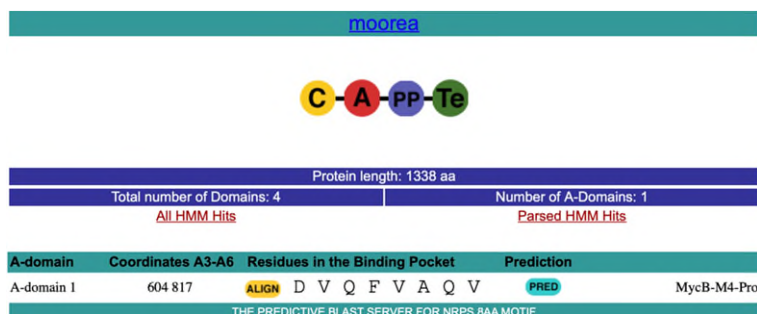 moorea
C A PP Te
Protein length: 1338 aa
Total number of Domains: 4 Number of A-Domains: 1
All HMM Hits Parsed HMM Hits
A-domain Coordinates A3-A6 Residues in the Binding Pocket Prediction
A-domain 1 604 817 ALIGN D V Q F V A Q V PRED MycB-M4-Pro
THE PREDICTIVE BLAST SERVER FOR NRPS 8AA MOTIF